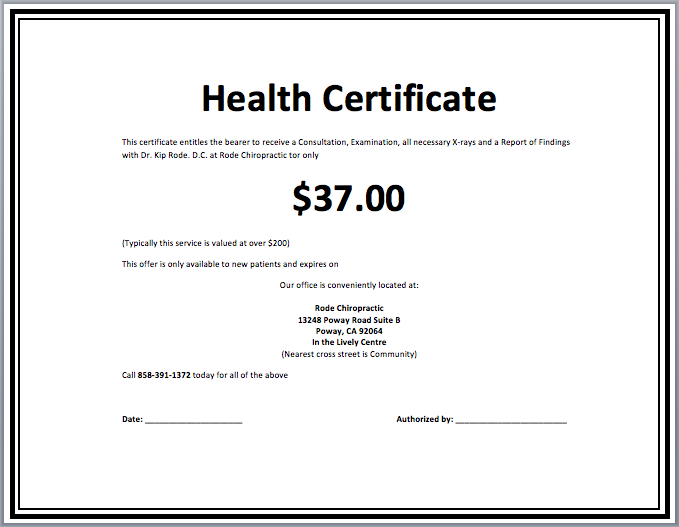 Health Certificate
This certificate entitles the bearer to receive a Consultation, Examination, all necessary X-rays and a Report of Findings
with Dr. Kip Rode. D.C. at Rode Chiropractic tor only
$37.00
(Typically this service is valued at over $200)
This offer is only available to new patients and expires on
Our office is conveniently located at:
Rode Chiropractic
13248 Poway Road Suite B
Poway, CA 92064
In the Lively Centre
(Nearest cross street is Community)
Call 858-391-1372 today for all of the above
Date: ____________________ Authorized by: _______________________